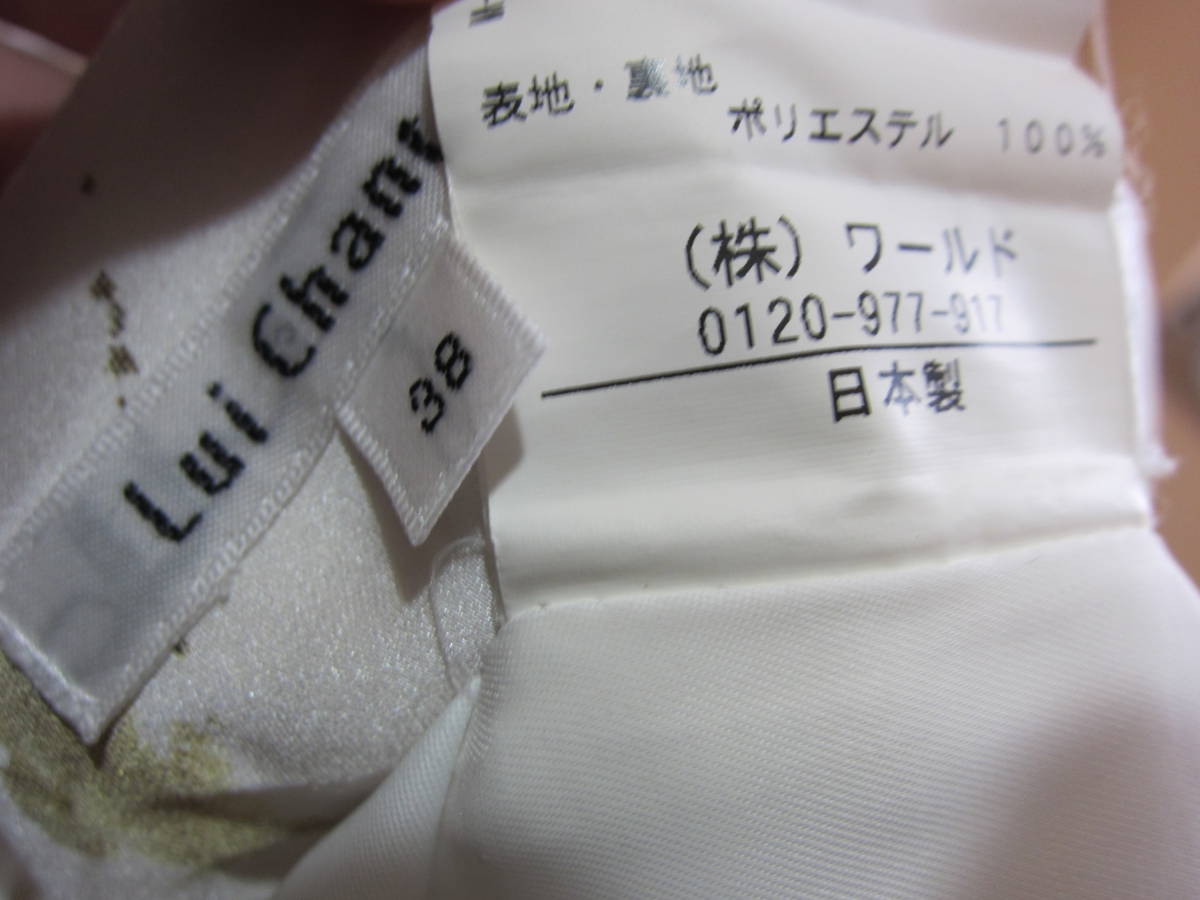 Lui Chant
38
表地・裏地
ポリエステル 100%
(株) ワールド
0120-977-917
日本製